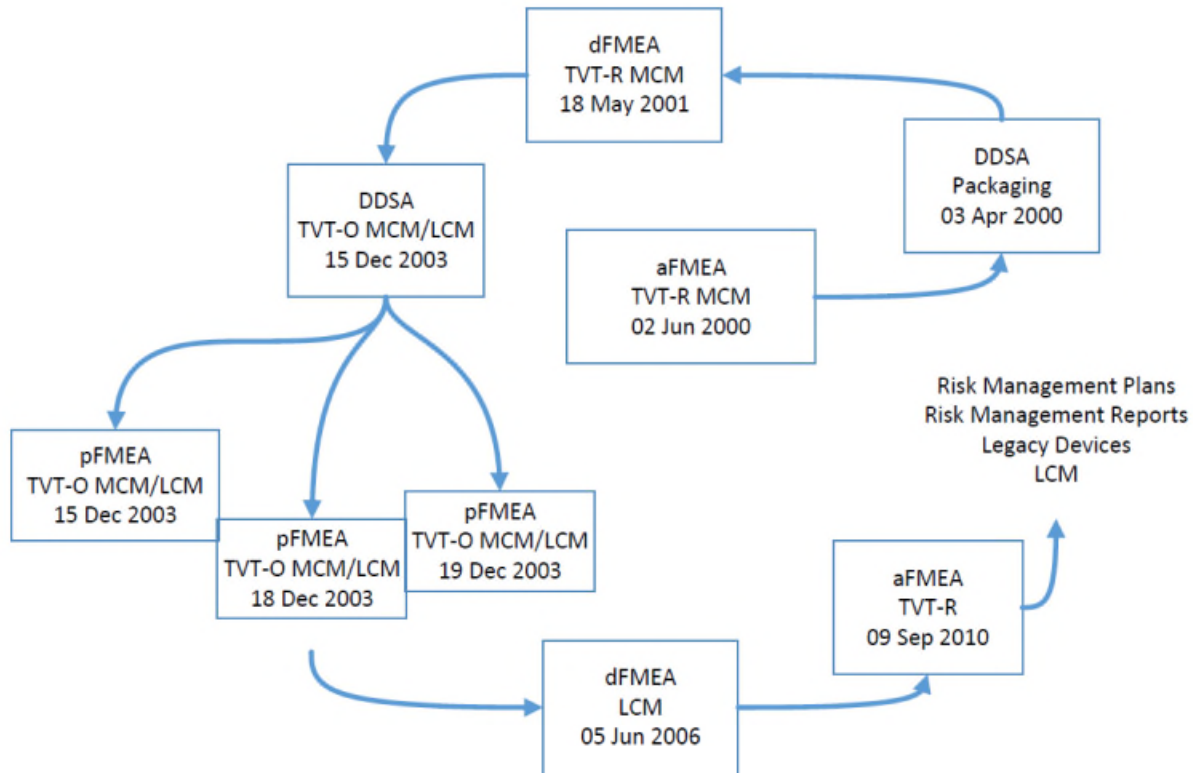 dFMEA
TVT-R MCM
18 May 2001
DDSA
Packaging
03 Apr 2000
DDSA
TVT-O MCM/LCM
15 Dec 2003
aFMEA
TVT-R MCM
02 Jun 2000
Risk Management Plans
Risk Management Reports
Legacy Devices
LCM
pFMEA
TVT-O MCM/LCM
15 Dec 2003
pFMEA
TVT-O MCM/LCM
18 Dec 2003
pFMEA
TVT-O MCM/LCM
19 Dec 2003
aFMEA
TVT-R
09 Sep 2010
dFMEA
LCM
05 Jun 2006